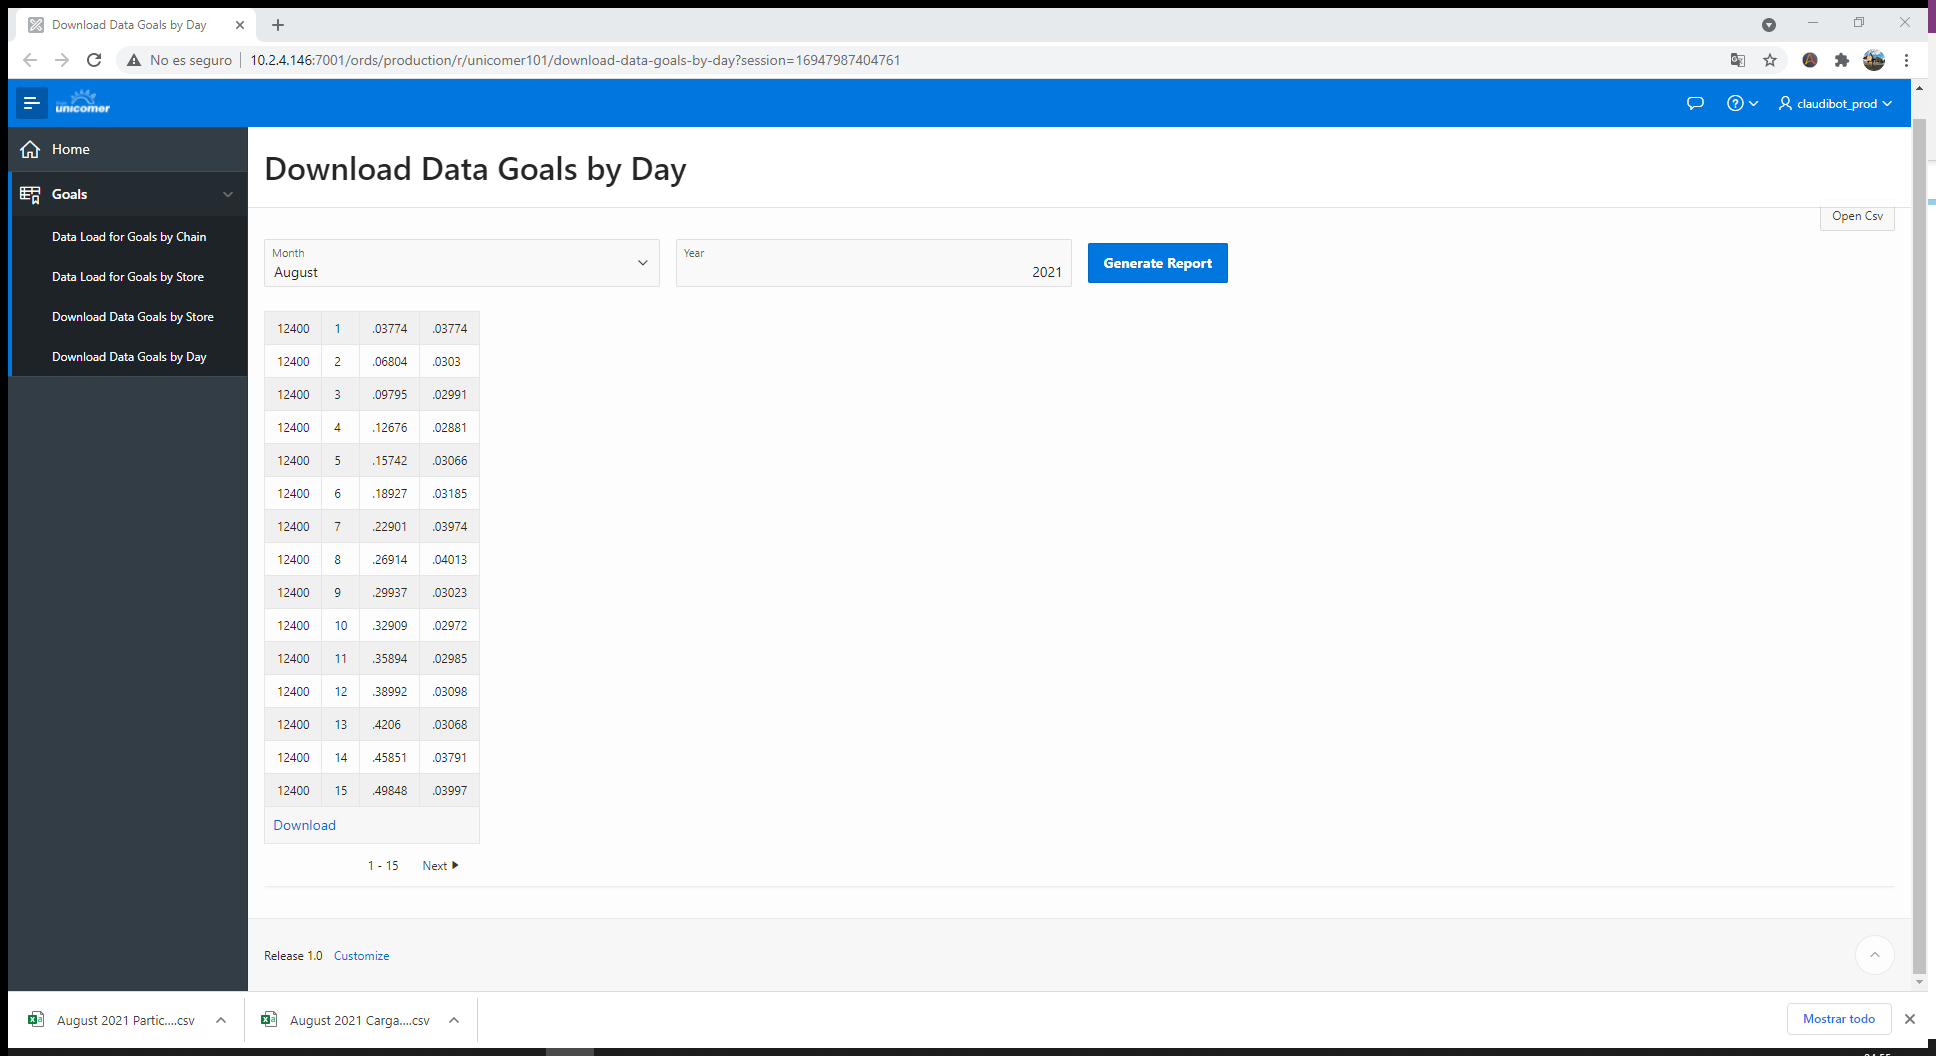 Download Data Goals by Day
No es seguro 10.2.4.146:7001/ords/production/r/unicomer101/download-data-goals-by-day?session=16947987404761
unicomer
claudibot_prod
Home
Goals
Data Load for Goals by Chain
Data Load for Goals by Store
Download Data Goals by Store
Download Data Goals by Day
Download Data Goals by Day
Open Csv
Month
August
Year
2021
Generate Report
12400 1 .03774 .03774
12400 2 .06804 .0303
12400 3 .09795 .02991
12400 4 .12676 .02881
12400 5 .15742 .03066
12400 6 .18927 .03185
12400 7 .22901 .03974
12400 8 .26914 .04013
12400 9 .29937 .03023
12400 10 .32909 .02972
12400 11 .35894 .02985
12400 12 .38992 .03098
12400 13 .4206 .03068
12400 14 .45851 .03791
12400 15 .49848 .03997
Download
1 - 15 Next
Release 1.0 Customize
August 2021 Partic....csv
August 2021 Carga....csv
Mostrar todo